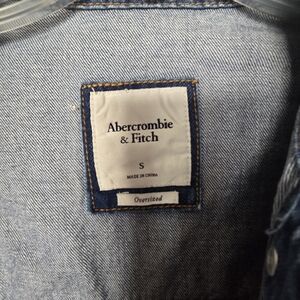 Abercrombie
& Fitch
S
MADE IN CHINA
Oversized